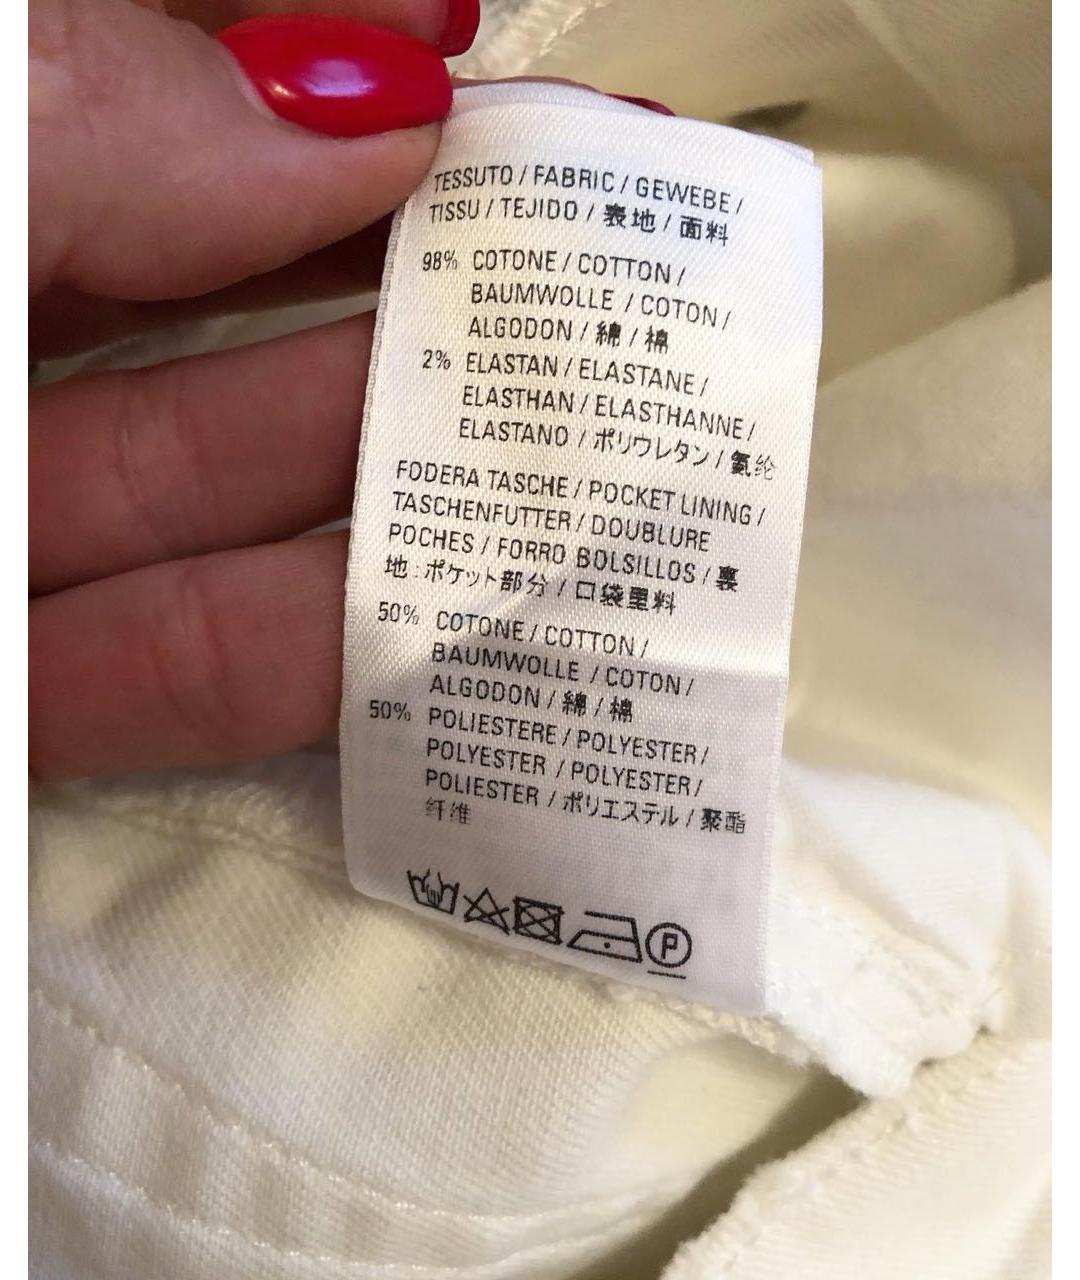 TESSUTO / FABRIC / GEWEBE /
TISSU / TEJIDO / 表地 / 面料
98% COTONE / COTTON /
BAUMWOLLE / COTON /
ALGODON / 綿 / 棉
2% ELASTAN / ELASTANE /
ELASTHAN / ELASTHANNE /
ELASTANO / ポリウレタン / 氨纶
FODERA TASCHE / POCKET LINING /
TASCHENFUTTER / DOUBLURE
POCHES / FORRO BOLSILLOS / 裏
地:ポケット部分 / 口袋里料
50% COTONE / COTTON /
BAUMWOLLE / COTON /
ALGODON / 綿 / 棉
50% POLIESTERE / POLYESTER /
POLYESTER / POLYESTER /
POLIESTER / ポリエステル / 聚酯
纤维
P